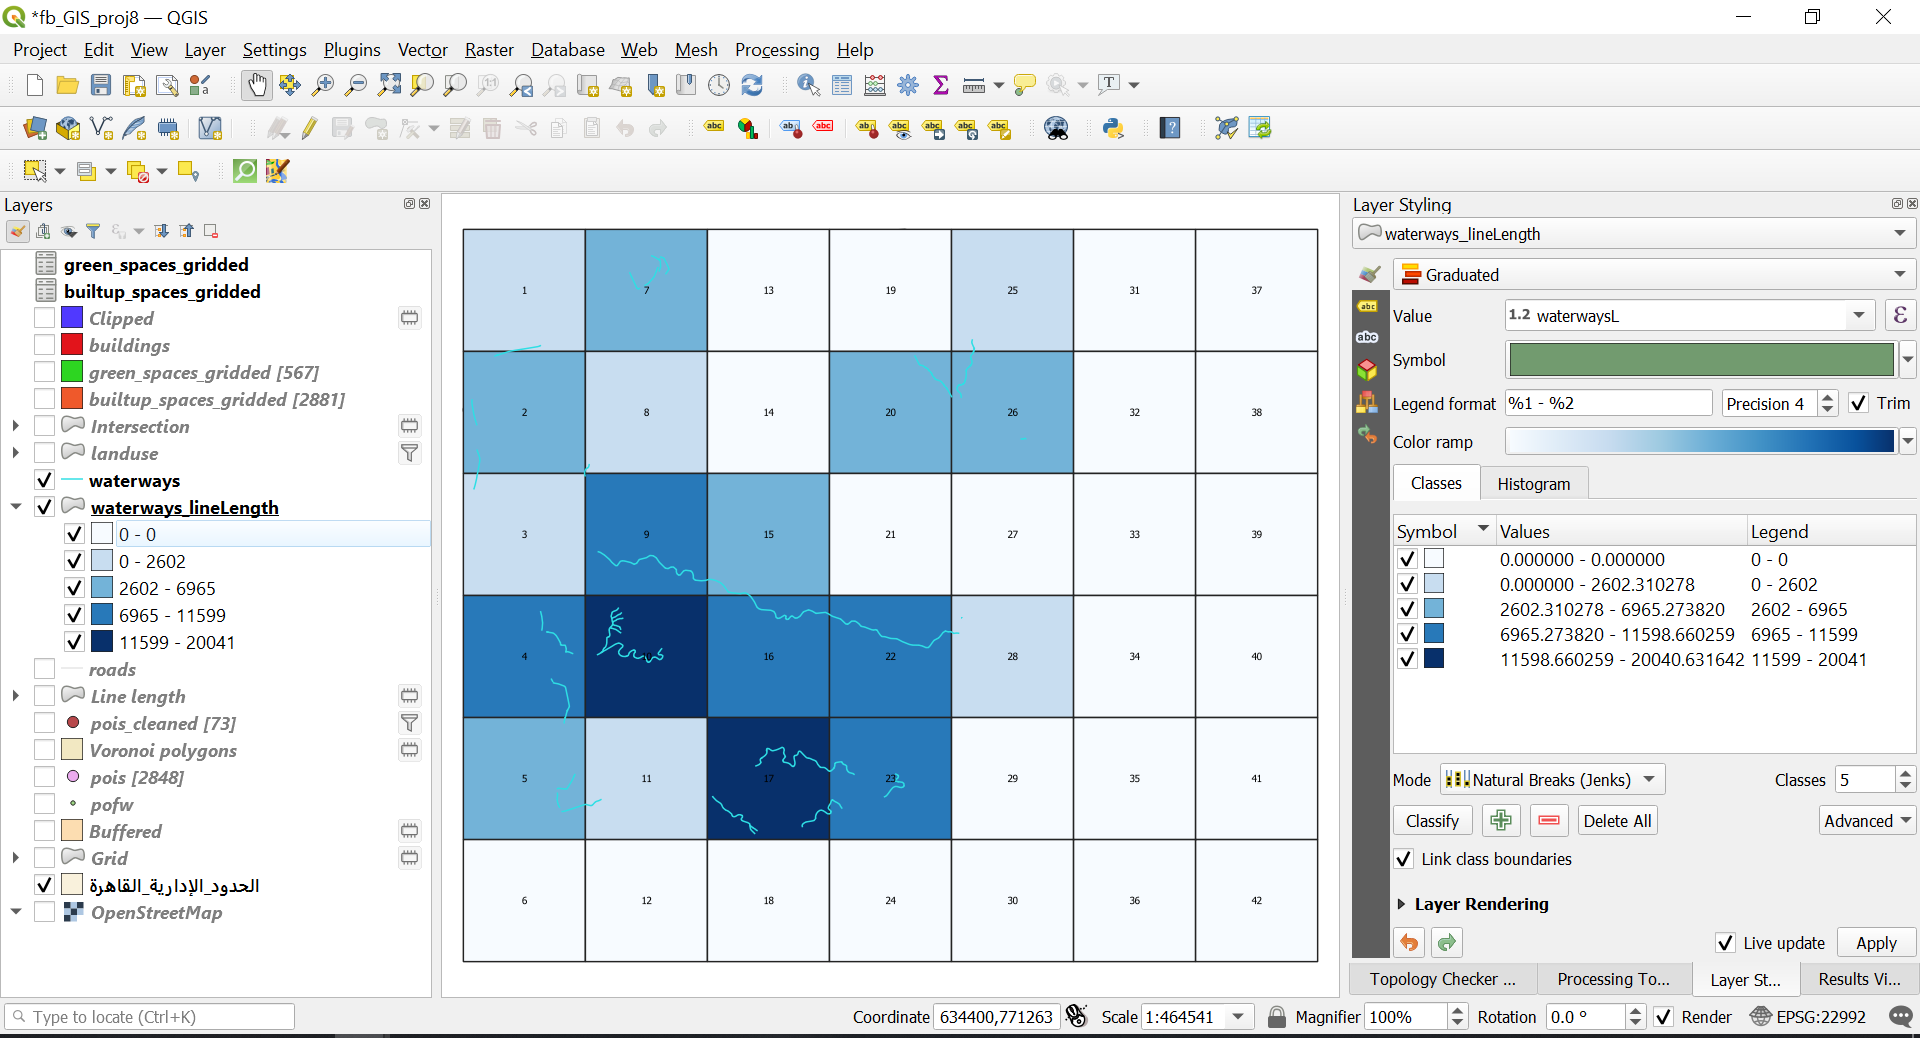 *fb_GIS_proj8 — QGIS
Project Edit View Layer Settings Plugins Vector Raster Database Web Mesh Processing Help
Layers
green_spaces_gridded
builtup_spaces_gridded
Clipped
buildings
green_spaces_gridded [567]
builtup_spaces_gridded [2881]
Intersection
landuse
waterways
waterways_lineLength
0 - 0
0 - 2602
2602 - 6965
6965 - 11599
11599 - 20041
roads
Line length
pois_cleaned [73]
Voronoi polygons
pois [2848]
pofw
Buffered
Grid
الحدود_الإدارية_القاهرة
OpenStreetMap
1 7 13 19 25 31 37
2 8 14 20 26 32 38
3 9 15 21 27 33 39
4 10 16 22 28 34 40
5 11 17 23 29 35 41
6 12 18 24 30 36 42
Layer Styling
waterways_lineLength
Graduated
Value 1.2 waterwaysL ε
Symbol
Legend format %1 - %2 Precision 4 Trim
Color ramp
Classes Histogram
Symbol Values Legend
0.000000 - 0.000000 0 - 0
0.000000 - 2602.310278 0 - 2602
2602.310278 - 6965.273820 2602 - 6965
6965.273820 - 11598.660259 6965 - 11599
11598.660259 - 20040.631642 11599 - 20041
Mode Natural Breaks (Jenks) Classes 5
Classify Delete All Advanced
Link class boundaries
Layer Rendering
Live update Apply
Topology Checker ... Processing To... Layer St... Results Vi...
Type to locate (Ctrl+K) Coordinate 634400,771263 Scale 1:464541 Magnifier 100% Rotation 0.0 ° Render EPSG:22992